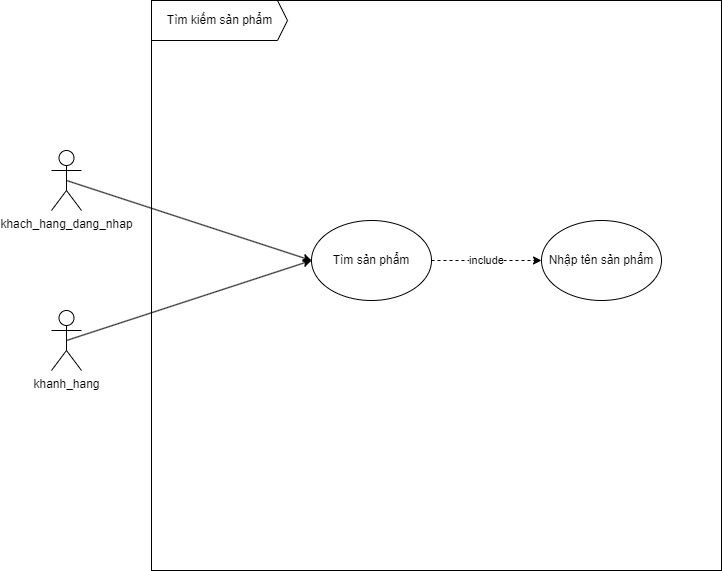 Tìm kiếm sản phẩm
khach_hang_dang_nhap
Tìm sản phẩm
include
Nhập tên sản phẩm
khanh_hang